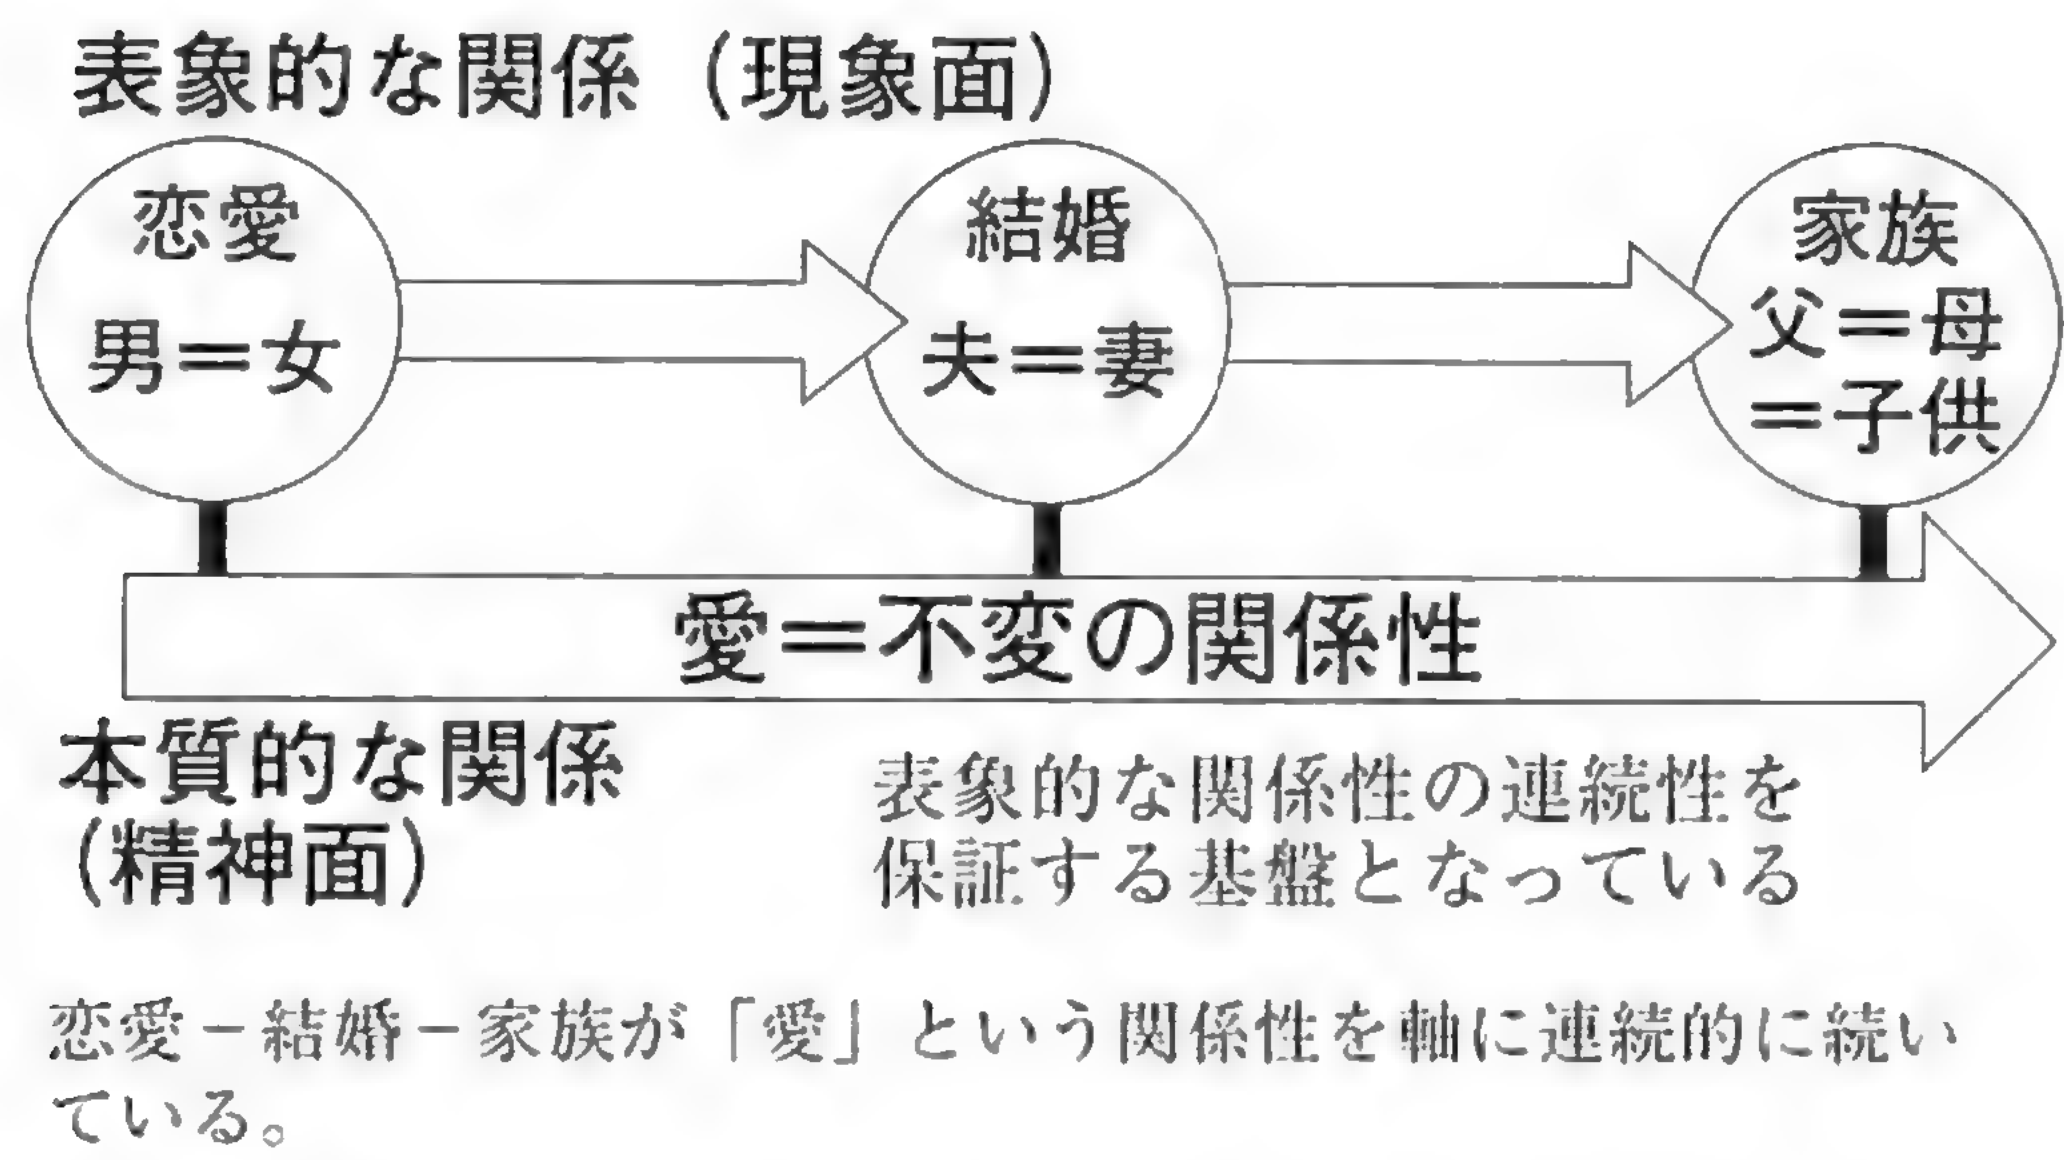 表象的な関係（現象面）
恋愛
男＝女
結婚
夫＝妻
家族
父＝母
＝子供
愛＝不変の関係性
本質的な関係
（精神面）
表象的な関係性の連続性を
保証する基盤となっている
恋愛－結婚－家族が「愛」という関係性を軸に連続的に続い
ている。